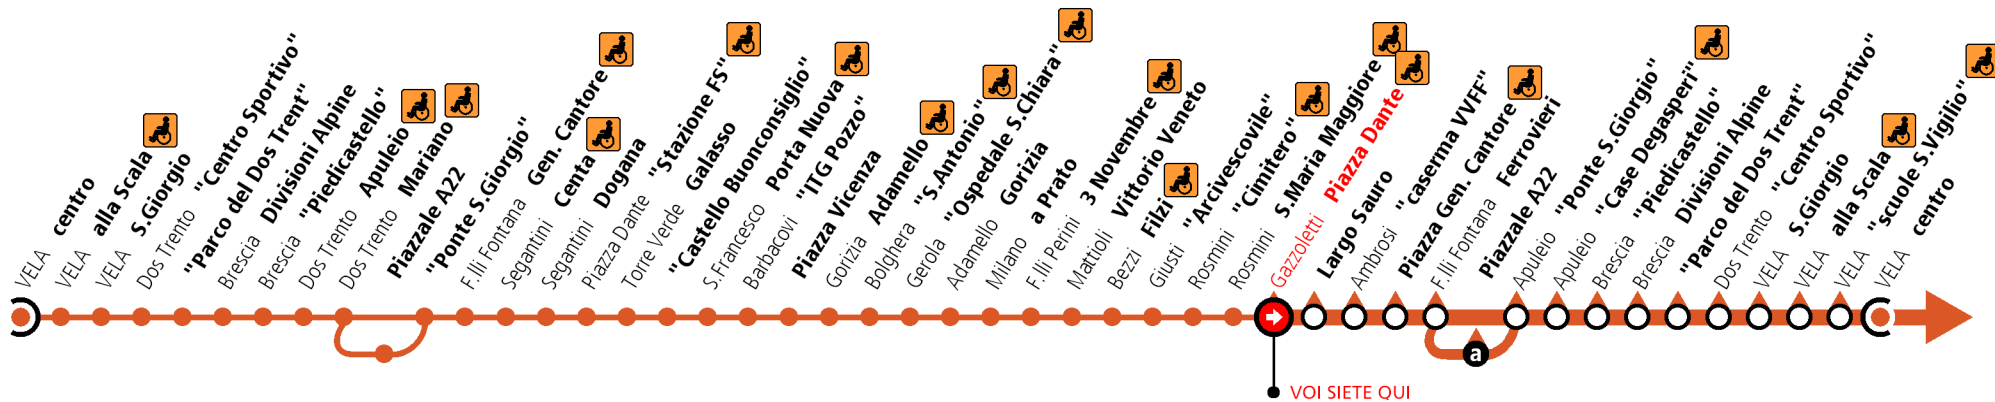 VELA centro
VELA alla Scala
VELA S.Giorgio
Dos Trento "Centro Sportivo"
"Parco del Dos Trent"
Brescia Divisioni Alpine
Brescia "Piedicastello"
Dos Trento Apuleio
Dos Trento Mariano
Piazzale A22
"Ponte S.Giorgio"
F.lli Fontana Gen. Cantore
Segantini Centa
Segantini Dogana
Piazza Dante "Stazione FS"
Torre Verde Galasso
"Castello Buonconsiglio"
S.Francesco Porta Nuova
Barbacovi "ITG Pozzo"
Piazza Vicenza
Gorizia Adamello
Bolghera "S.Antonio"
Gerola "Ospedale S.Chiara"
Adamello Gorizia
Milano a Prato
F.lli Perini 3 Novembre
Mattioli Vittorio Veneto
Bezzi Filzi
Giusti "Arcivescovile"
Rosmini "Cimitero"
Rosmini S.Maria Maggiore
Gazzoletti Piazza Dante
Largo Sauro
Ambrosi "caserma VVF"
Piazza Gen. Cantore
F.lli Fontana Ferrovieri
Piazzale A22
Apuleio "Ponte S.Giorgio"
Apuleio "Case Degasperi"
Brescia "Piedicastello"
Brescia Divisioni Alpine
"Parco del Dos Trent"
Dos Trento "Centro Sportivo"
VELA S.Giorgio
VELA alla Scala
VELA "scuole S.Vigilio"
VELA centro
a
VOI SIETE QUI